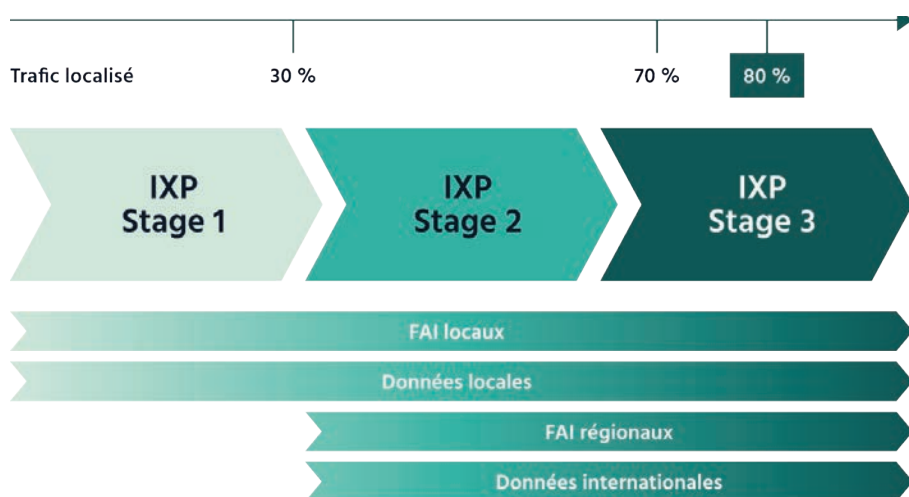 Trafic localisé 30 % 70 % 80 %
IXP
Stage 1
IXP
Stage 2
IXP
Stage 3
FAI locaux
Données locales
FAI régionaux
Données internationales